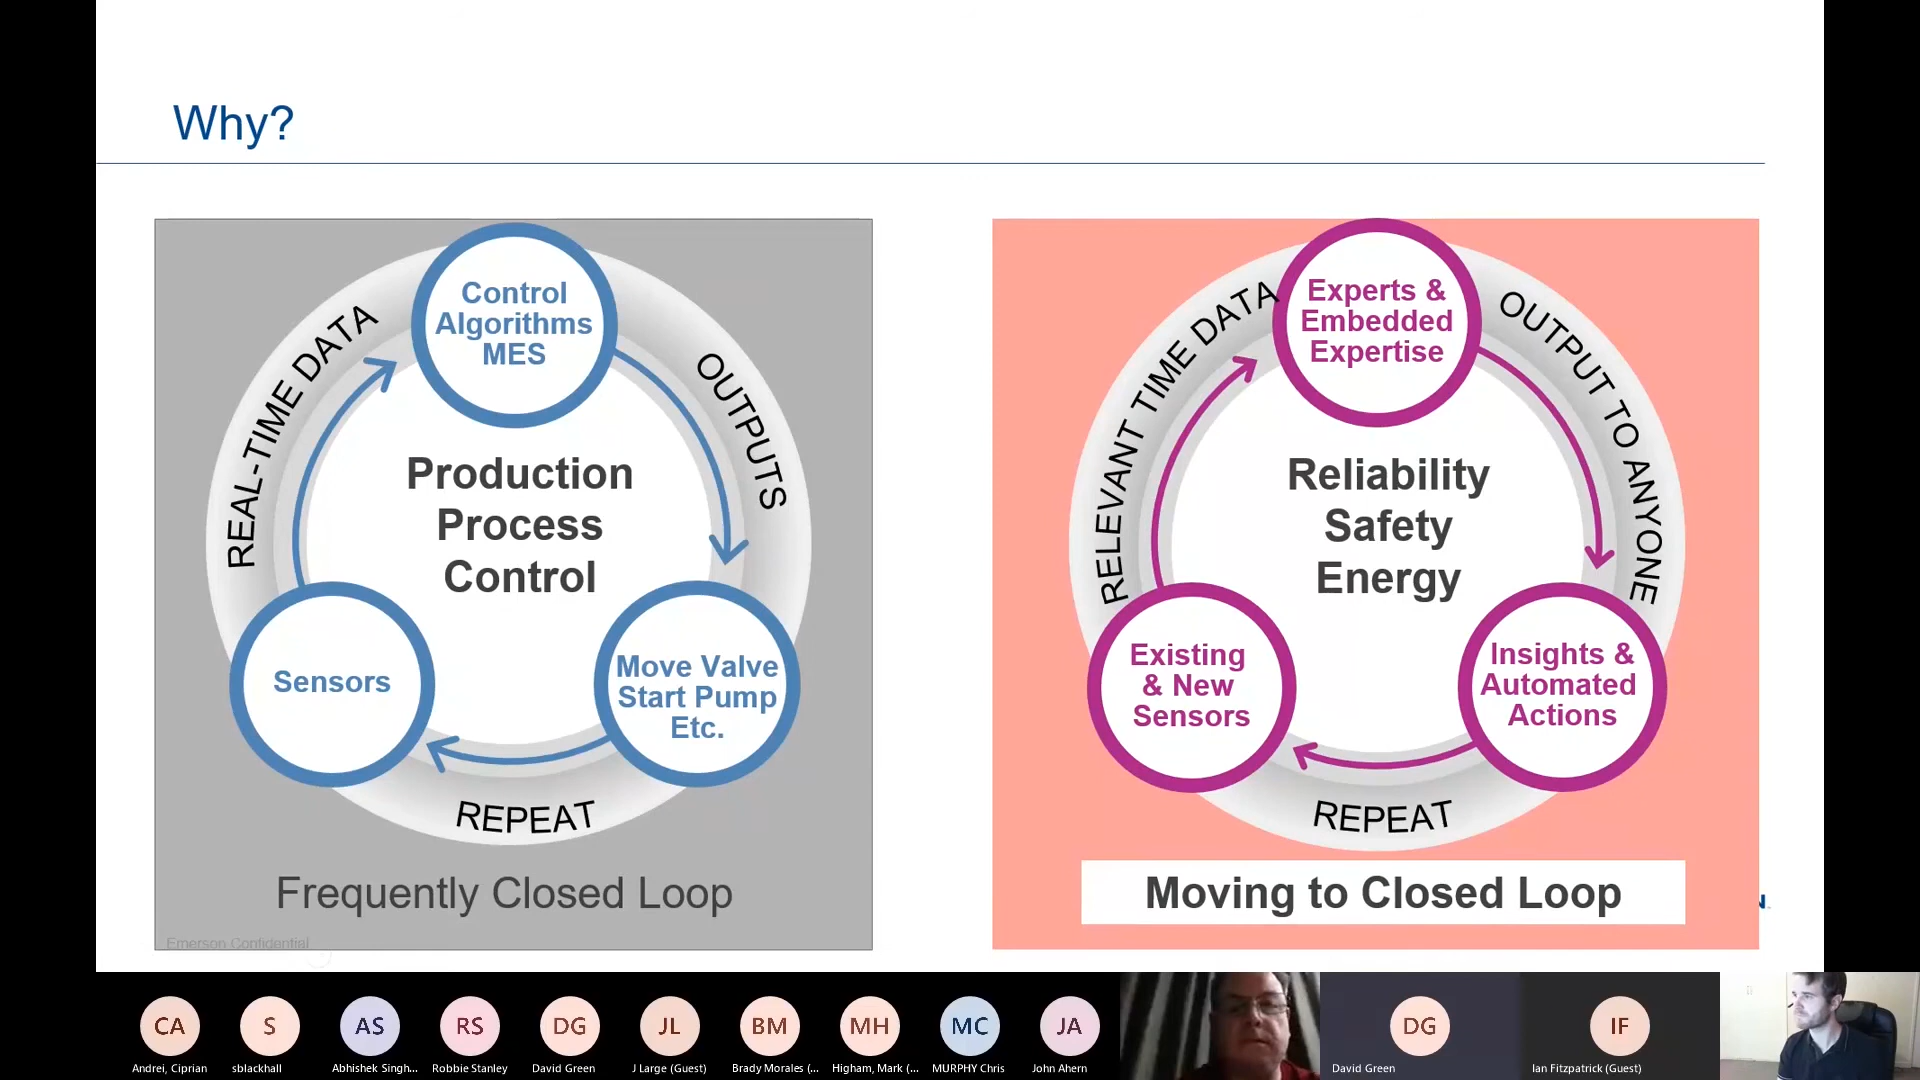 Why?
REAL-TIME DATA
Control
Algorithms
MES
OUTPUTS
Production
Process
Control
Sensors
Move Valve
Start Pump
Etc.
REPEAT
Frequently Closed Loop
Emerson Confidential
RELEVANT TIME DATA
Experts &
Embedded
Expertise
OUTPUT TO ANYONE
Reliability
Safety
Energy
Existing
& New
Sensors
Insights &
Automated
Actions
REPEAT
Moving to Closed Loop
CA
S
AS
RS
DG
JL
BM
MH
MC
JA
DG
IF
Andrei, Ciprian
sblackhall
Abhishek Singh...
Robbie Stanley
David Green
J Large (Guest)
Brady Morales (...
Higham, Mark (...
MURPHY Chris
John Ahern
David Green
Ian Fitzpatrick (Guest)